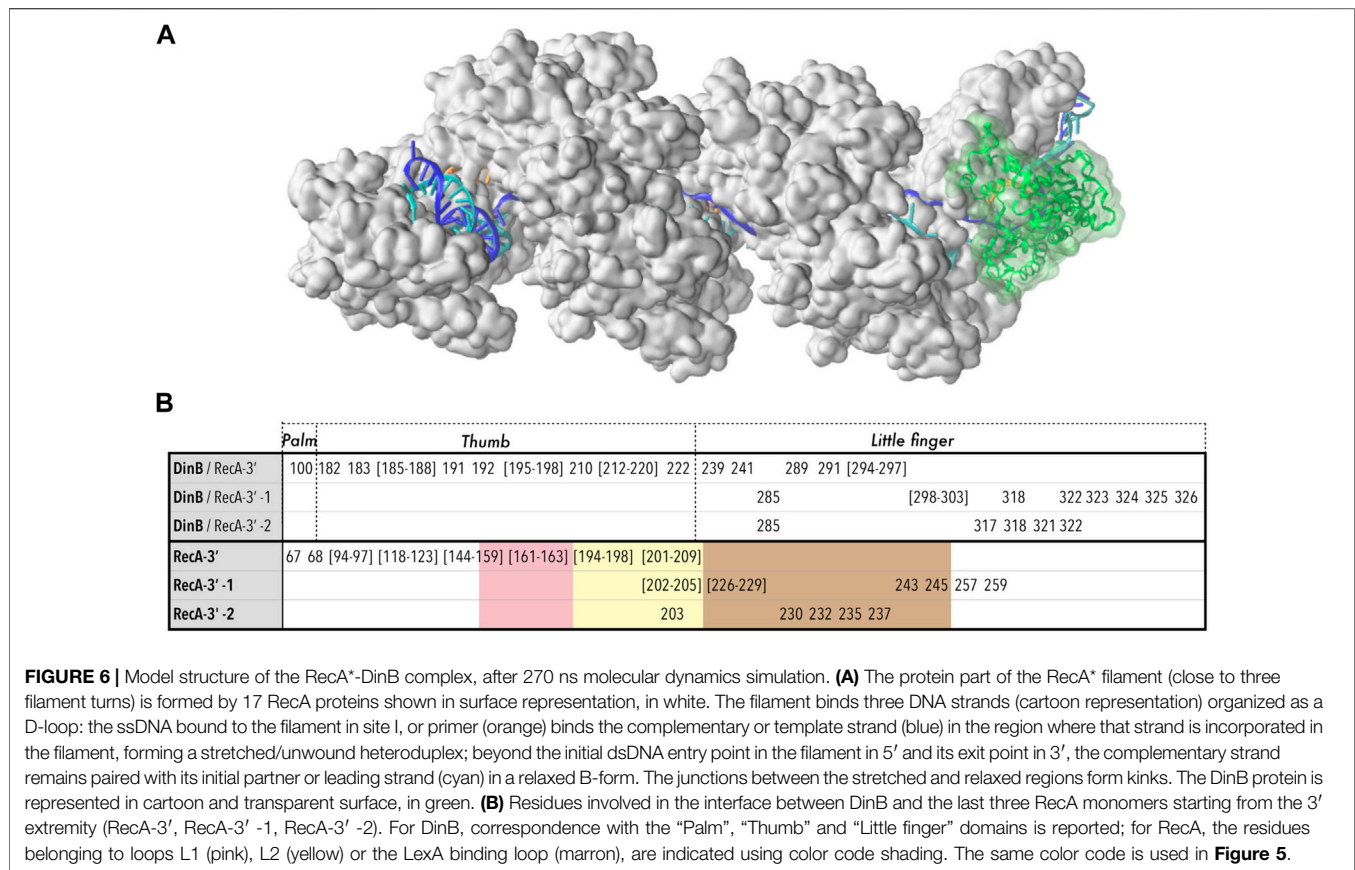 A
B
Palm Thumb Little finger
DinB / RecA-3′ 100 182 183 [185-188] 191 192 [195-198] 210 [212-220] 222 239 241 289 291 [294-297]
DinB / RecA-3′ -1 285 [298-303] 318 322 323 324 325 326
DinB / RecA-3′ -2 285 317 318 321 322
RecA-3′ 67 68 [94-97] [118-123] [144-159] [161-163] [194-198] [201-209]
RecA-3′ -1 [202-205] [226-229] 243 245 257 259
RecA-3′ -2 203 230 232 235 237
FIGURE 6 | Model structure of the RecA*-DinB complex, after 270 ns molecular dynamics simulation. (A) The protein part of the RecA* filament (close to three
filament turns) is formed by 17 RecA proteins shown in surface representation, in white. The filament binds three DNA strands (cartoon representation) organized as a
D-loop: the ssDNA bound to the filament in site I, or primer (orange) binds the complementary or template strand (blue) in the region where that strand is incorporated in
the filament, forming a stretched/unwound heteroduplex; beyond the initial dsDNA entry point in the filament in 5′ and its exit point in 3′, the complementary strand
remains paired with its initial partner or leading strand (cyan) in a relaxed B-form. The junctions between the stretched and relaxed regions form kinks. The DinB protein is
represented in cartoon and transparent surface, in green. (B) Residues involved in the interface between DinB and the last three RecA monomers starting from the 3′
extremity (RecA-3′, RecA-3′ -1, RecA-3′ -2). For DinB, correspondence with the “Palm”, “Thumb” and “Little finger” domains is reported; for RecA, the residues
belonging to loops L1 (pink), L2 (yellow) or the LexA binding loop (marron), are indicated using color code shading. The same color code is used in Figure 5.